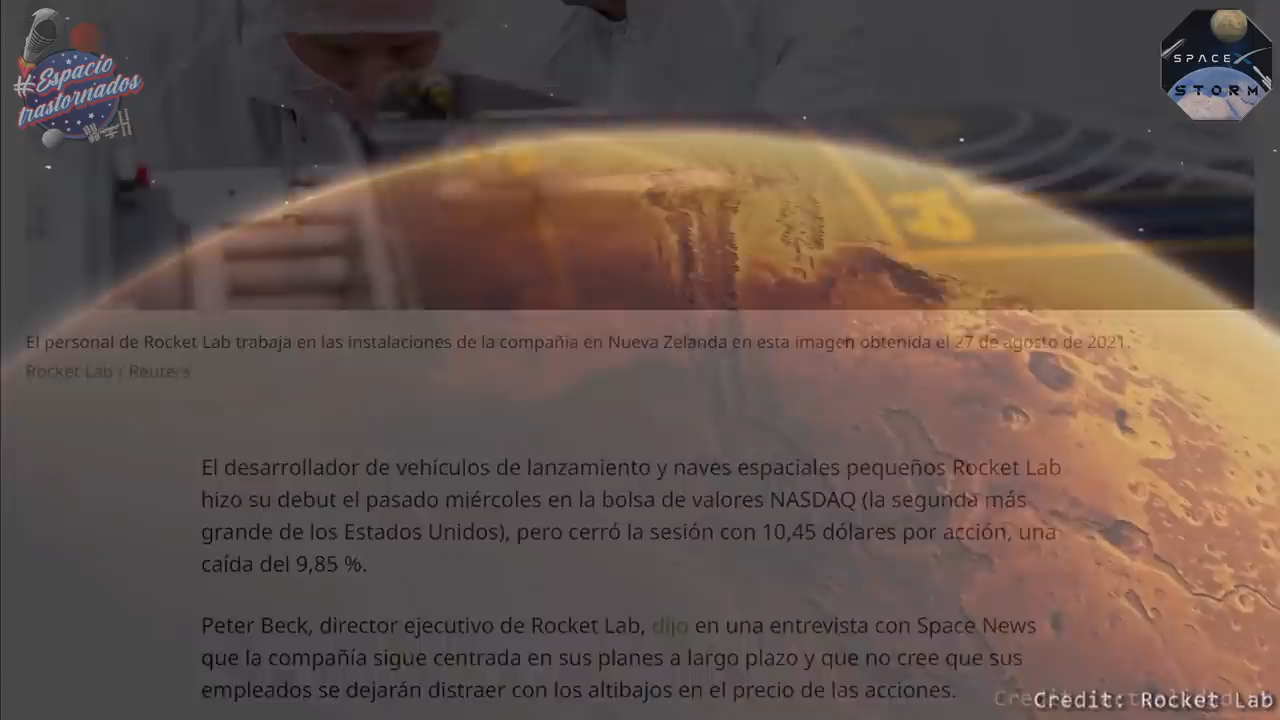 #Espacio
trastornados
SPACEX
STORM
3
El personal de Rocket Lab trabaja en las instalaciones de la compañia en Nueva Zelanda en esta imagen obtenida el 27 de agosto de 2021.
Rocket Lab / Reuters
El desarrollador de vehículos de lanzamiento y naves espaciales pequeños Rocket Lab
hizo su debut el pasado miércoles en la bolsa de valores NASDAQ (la segunda más
grande de los Estados Unidos), pero cerró la sesión con 10,45 dólares por acción, una
caída del 9,85 %.
Peter Beck, director ejecutivo de Rocket Lab, dijo en una entrevista con Space News
que la compañía sigue centrada en sus planes a largo plazo y que no cree que sus
empleados se dejarán distraer con los altibajos en el precio de las acciones.
Credit: Rocket Lab